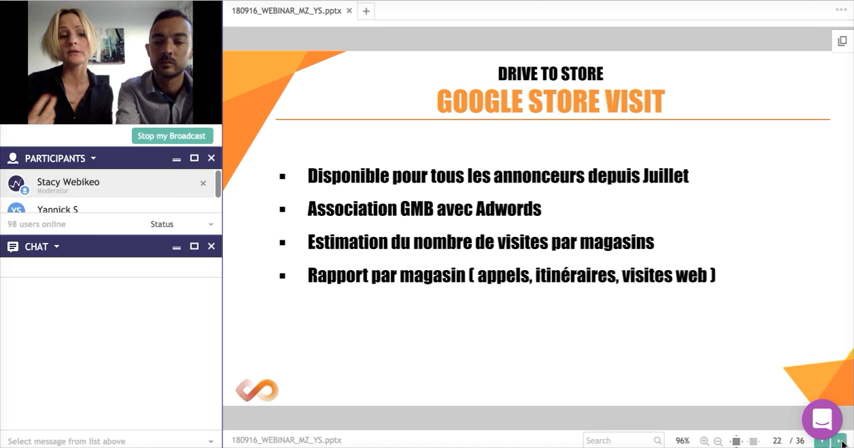 180916_WEBINAR_MZ_YS.pptx
DRIVE TO STORE
GOOGLE STORE VISIT
Stop my Broadcast
PARTICIPANTS
Stacy Webikeo
Moderator
YS Yannick S
98 users online Status
CHAT
Disponible pour tous les annonceurs depuis Juillet
Association GMB avec Adwords
Estimation du nombre de visites par magasins
Rapport par magasin ( appels, itinéraires, visites web )
Select message from list above
180916_WEBINAR_MZ_YS.pptx
Search
96%
22 / 36